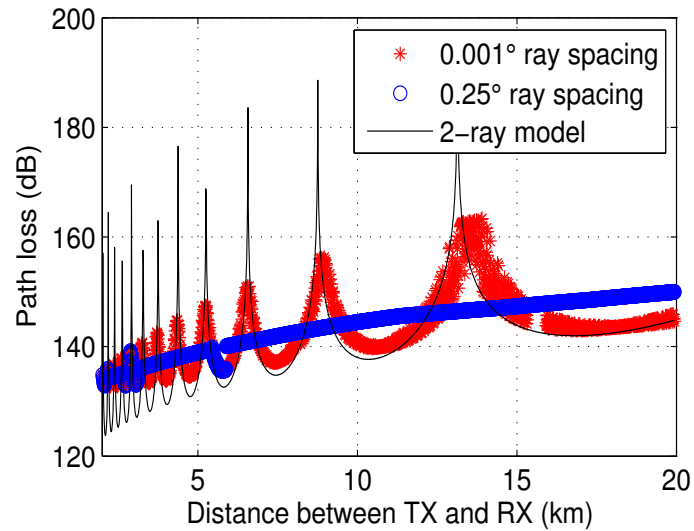 200
180
160
140
120
Path loss (dB)
0.001° ray spacing
0.25° ray spacing
2−ray model
5
10
15
20
Distance between TX and RX (km)